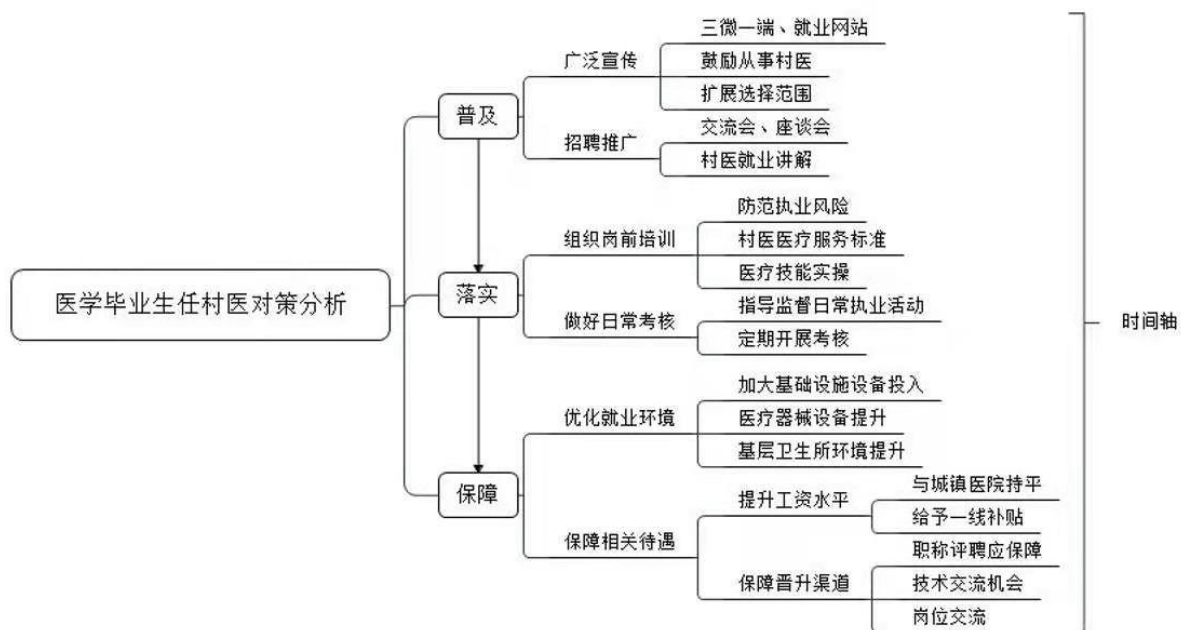 医学毕业生任村医对策分析
普及
广泛宣传
三微一端、就业网站
鼓励从事村医
扩展选择范围
招聘推广
交流会、座谈会
村医就业讲解
落实
组织岗前培训
防范执业风险
村医医疗服务标准
医疗技能实操
做好日常考核
指导监督日常执业活动
定期开展考核
保障
优化就业环境
加大基础设施设备投入
医疗器械设备提升
基层卫生所环境提升
保障相关待遇
提升工资水平
与城镇医院持平
给予一线补贴
保障晋升渠道
职称评聘应保障
技术交流机会
岗位交流
时间轴